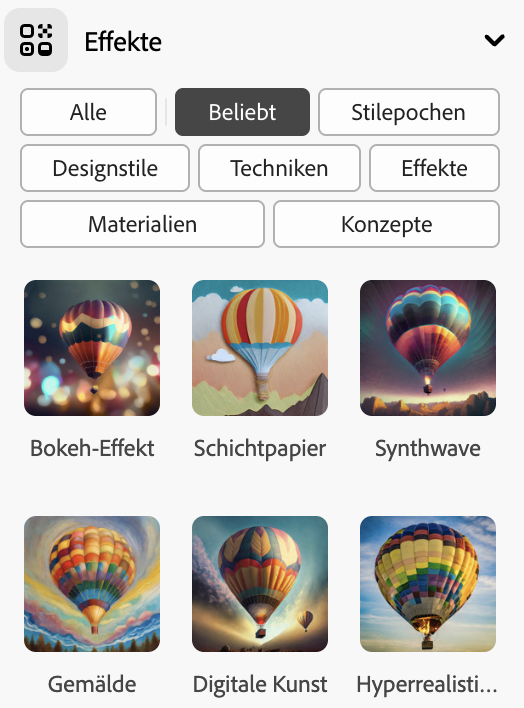 Effekte
Alle
Beliebt
Stilepochen
Designstile
Techniken
Effekte
Materialien
Konzepte
Bokeh-Effekt
Schichtpapier
Synthwave
Gemälde
Digitale Kunst
Hyperrealisti...